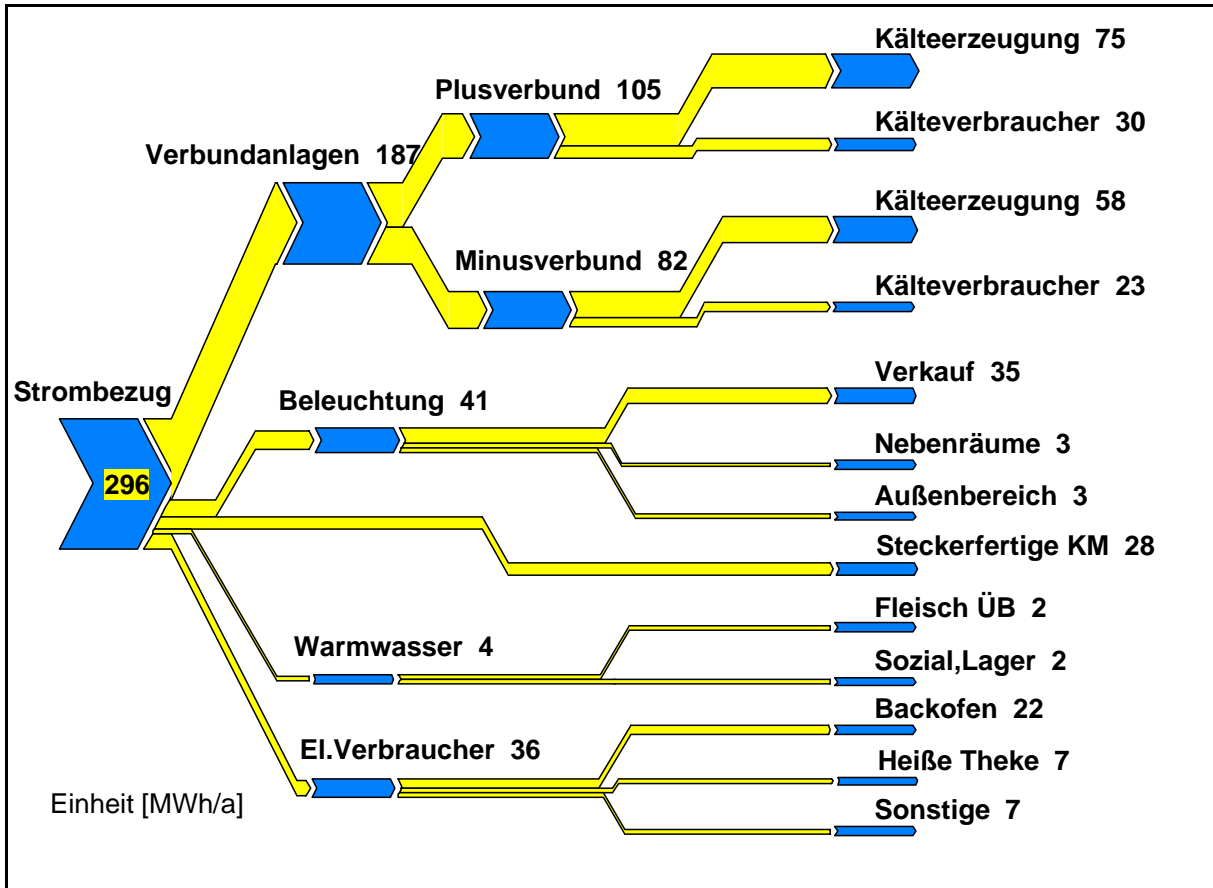 Kälteerzeugung 75
Plusverbund 105
Kälteverbraucher 30
Verbundanlagen 187
Kälteerzeugung 58
Minusverbund 82
Kälteverbraucher 23
Strombezug
296
Verkauf 35
Beleuchtung 41
Nebenräume 3
Außenbereich 3
Steckerfertige KM 28
Fleisch ÜB 2
Warmwasser 4
Sozial,Lager 2
Backofen 22
El.Verbraucher 36
Heiße Theke 7
Einheit [MWh/a]
Sonstige 7